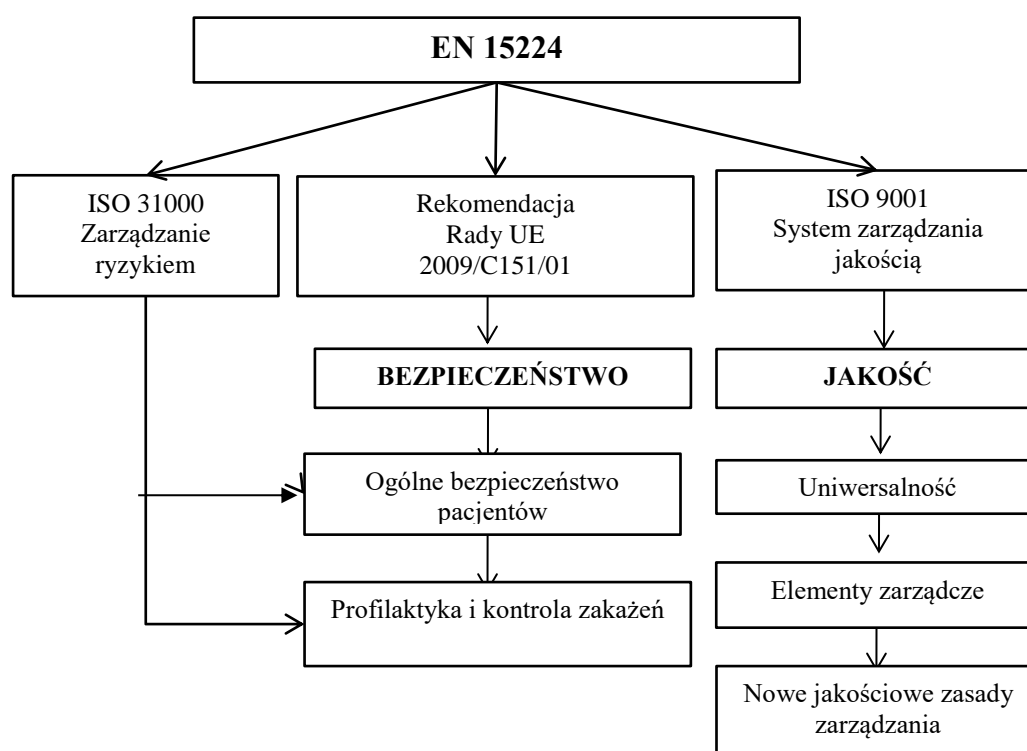 EN 15224
ISO 31000
Zarządzanie
ryzykiem
Rekomendacja
Rady UE
2009/C151/01
ISO 9001
System zarządzania
jakością
BEZPIECZEŃSTWO
JAKOŚĆ
Ogólne bezpieczeństwo
pacjentów
Uniwersalność
Profilaktyka i kontrola zakażeń
Elementy zarządcze
Nowe jakościowe zasady
zarządzania